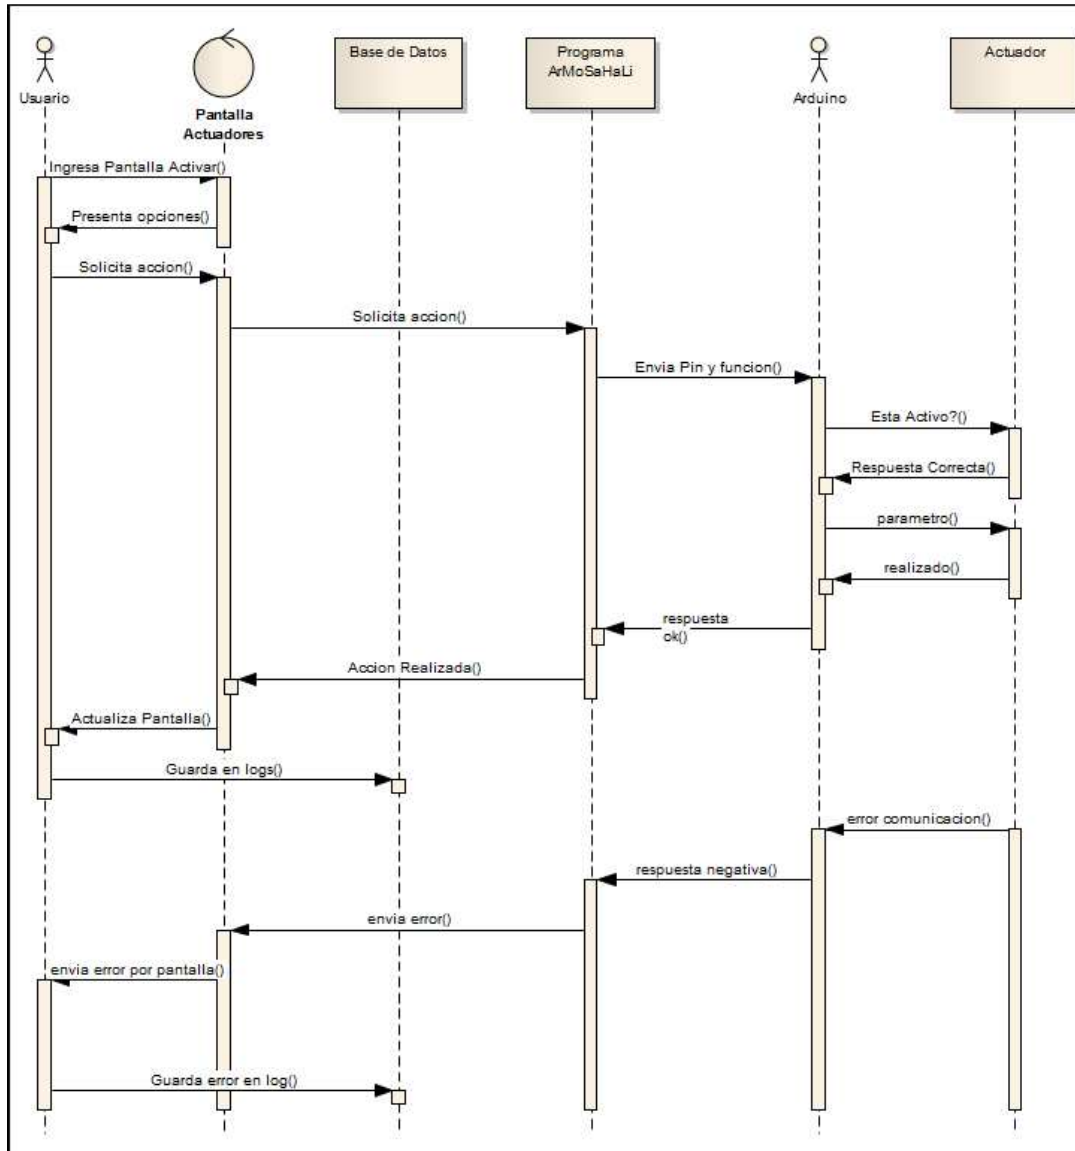 Usuario
Pantalla
Actuadores
Base de Datos
Programa
ArMoSaHaLi
Arduino
Actuador
Ingresa Pantalla Activar()
Presenta opciones()
Solicita accion()
Solicita accion()
Envia Pin y funcion()
Esta Activo?()
Respuesta Correcta()
parametro()
realizado()
respuesta
ok()
Accion Realizada()
Actualiza Pantalla()
Guarda en logs()
error comunicacion()
respuesta negativa()
envia error()
envia error por pantalla()
Guarda error en log()